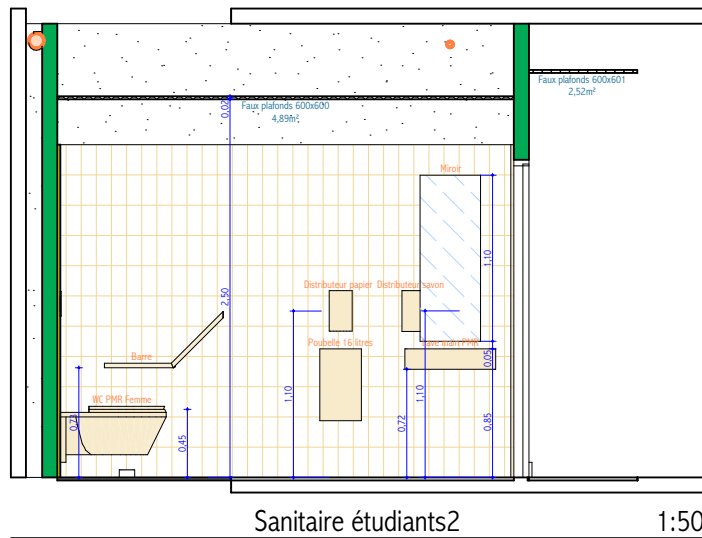 Faux plafonds 600x601
2,52m²
0,02
Faux plafonds 600x600
4,89m²
Miroir
1,10
2,50
Distributeur papier
Distributeur savon
Poubelle 16 litres
Lave main PMR
Barre
0,05
WC PMR Femme
0,73
0,45
1,10
0,72
1,10
0,85
Sanitaire étudiants2
1:50